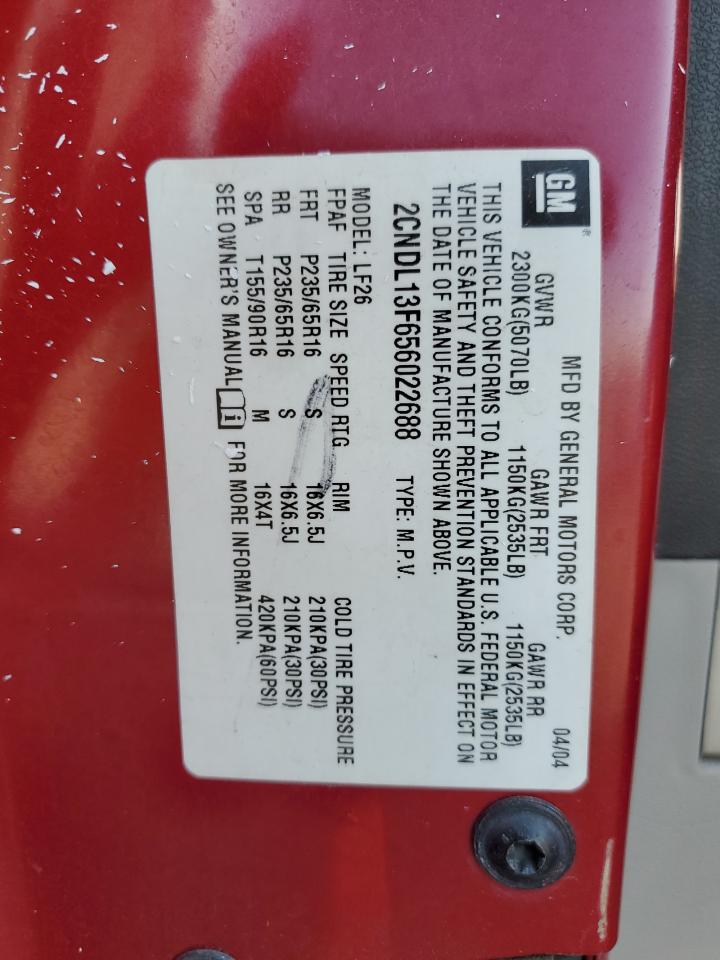 GM®
MFD BY GENERAL MOTORS CORP. 04/04
GVWR GAWR FRT GAWR RR
2300KG(5070LB) 1150KG(2535LB) 1150KG(2535LB)
THIS VEHICLE CONFORMS TO ALL APPLICABLE U.S. FEDERAL MOTOR
VEHICLE SAFETY AND THEFT PREVENTION STANDARDS IN EFFECT ON
THE DATE OF MANUFACTURE SHOWN ABOVE.
2CNDL13F656022688 TYPE: M.P.V.
MODEL: LF26
FPAF TIRE SIZE SPEED RTG RIM COLD TIRE PRESSURE
FRT P235/65R16 S 16X6.5J 210KPA(30PSI)
RR P235/65R16 S 16X6.5J 210KPA(30PSI)
SPA T155/90R16 M 16X4T 420KPA(60PSI)
SEE OWNER'S MANUAL i FOR MORE INFORMATION.